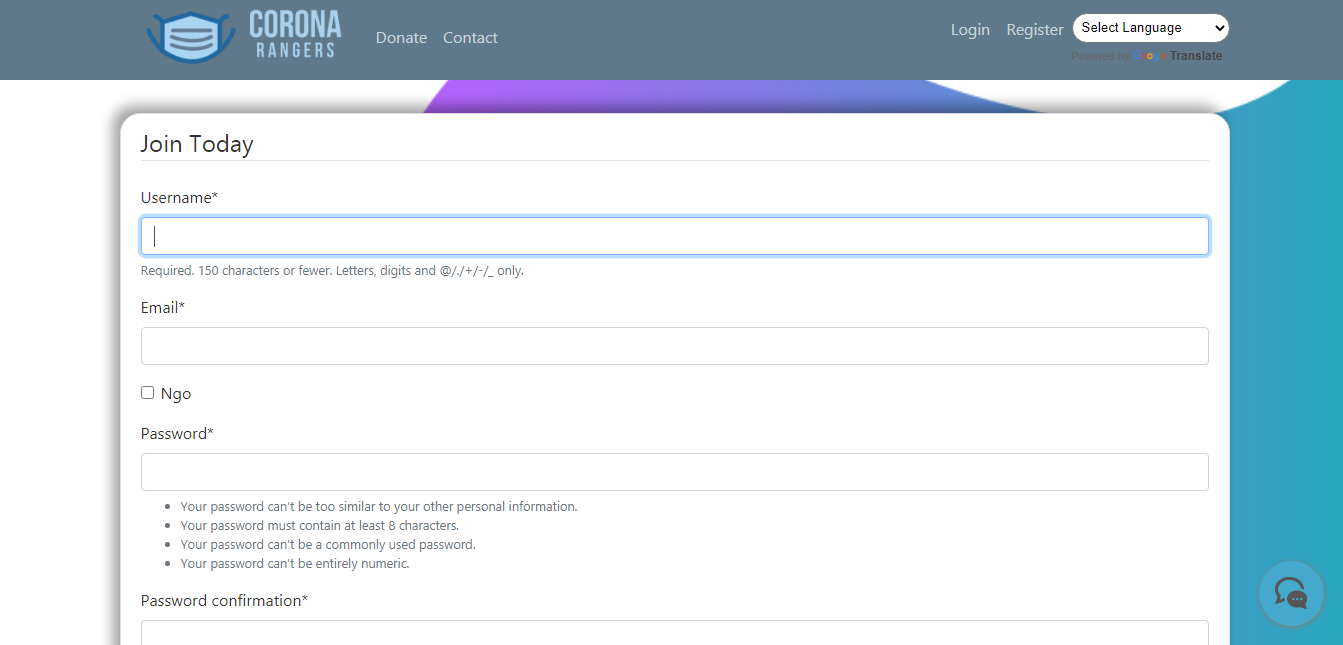 CORONA
RANGERS
Donate Contact
Login Register Select Language
Powered by Google Translate
Join Today
Username*
Required. 150 characters or fewer. Letters, digits and @/./+/-/_ only.
Email*
Ngo
Password*
Your password can't be too similar to your other personal information.
Your password must contain at least 8 characters.
Your password can't be a commonly used password.
Your password can't be entirely numeric.
Password confirmation*